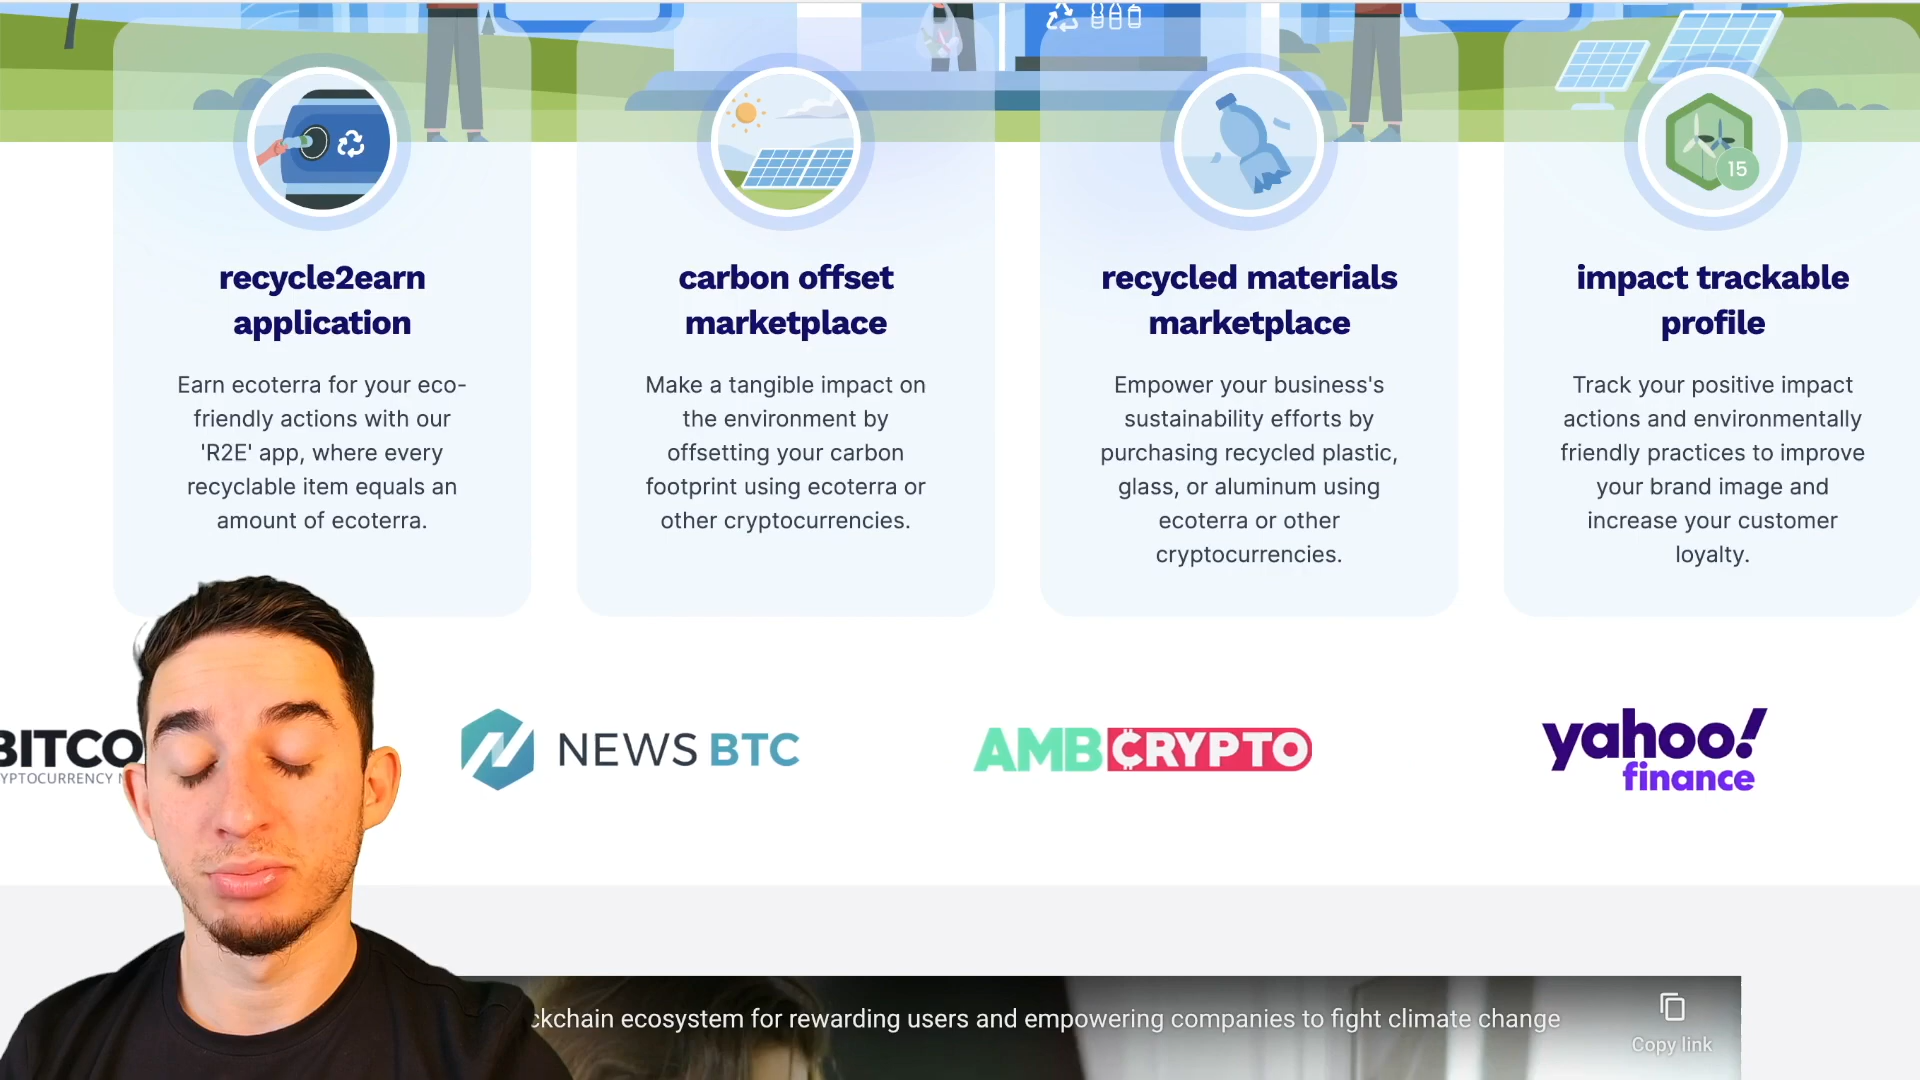 15
recycle2earn
application
Earn ecoterra for your eco-
friendly actions with our
'R2E' app, where every
recyclable item equals an
amount of ecoterra.
carbon offset
marketplace
Make a tangible impact on
the environment by
offsetting your carbon
footprint using ecoterra or
other cryptocurrencies.
recycled materials
marketplace
Empower your business's
sustainability efforts by
purchasing recycled plastic,
glass, or aluminum using
ecoterra or other
cryptocurrencies.
impact trackable
profile
Track your positive impact
actions and environmentally
friendly practices to improve
your brand image and
increase your customer
loyalty.
BITCO
YPTOCURRENCY N
NEWS BTC
AMBCRYPTO
yahoo!
finance
ckchain ecosystem for rewarding users and empowering companies to fight climate change
Copy link